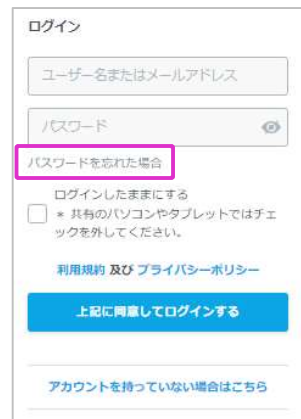 ログイン
ユーザー名またはメールアドレス
パスワード
パスワードを忘れた場合
ログインしたままにする
* 共有のパソコンやタブレットではチェ
ックを外してください。
利用規約 及び プライバシーポリシー
上記に同意してログインする
アカウントを持っていない場合はこちら